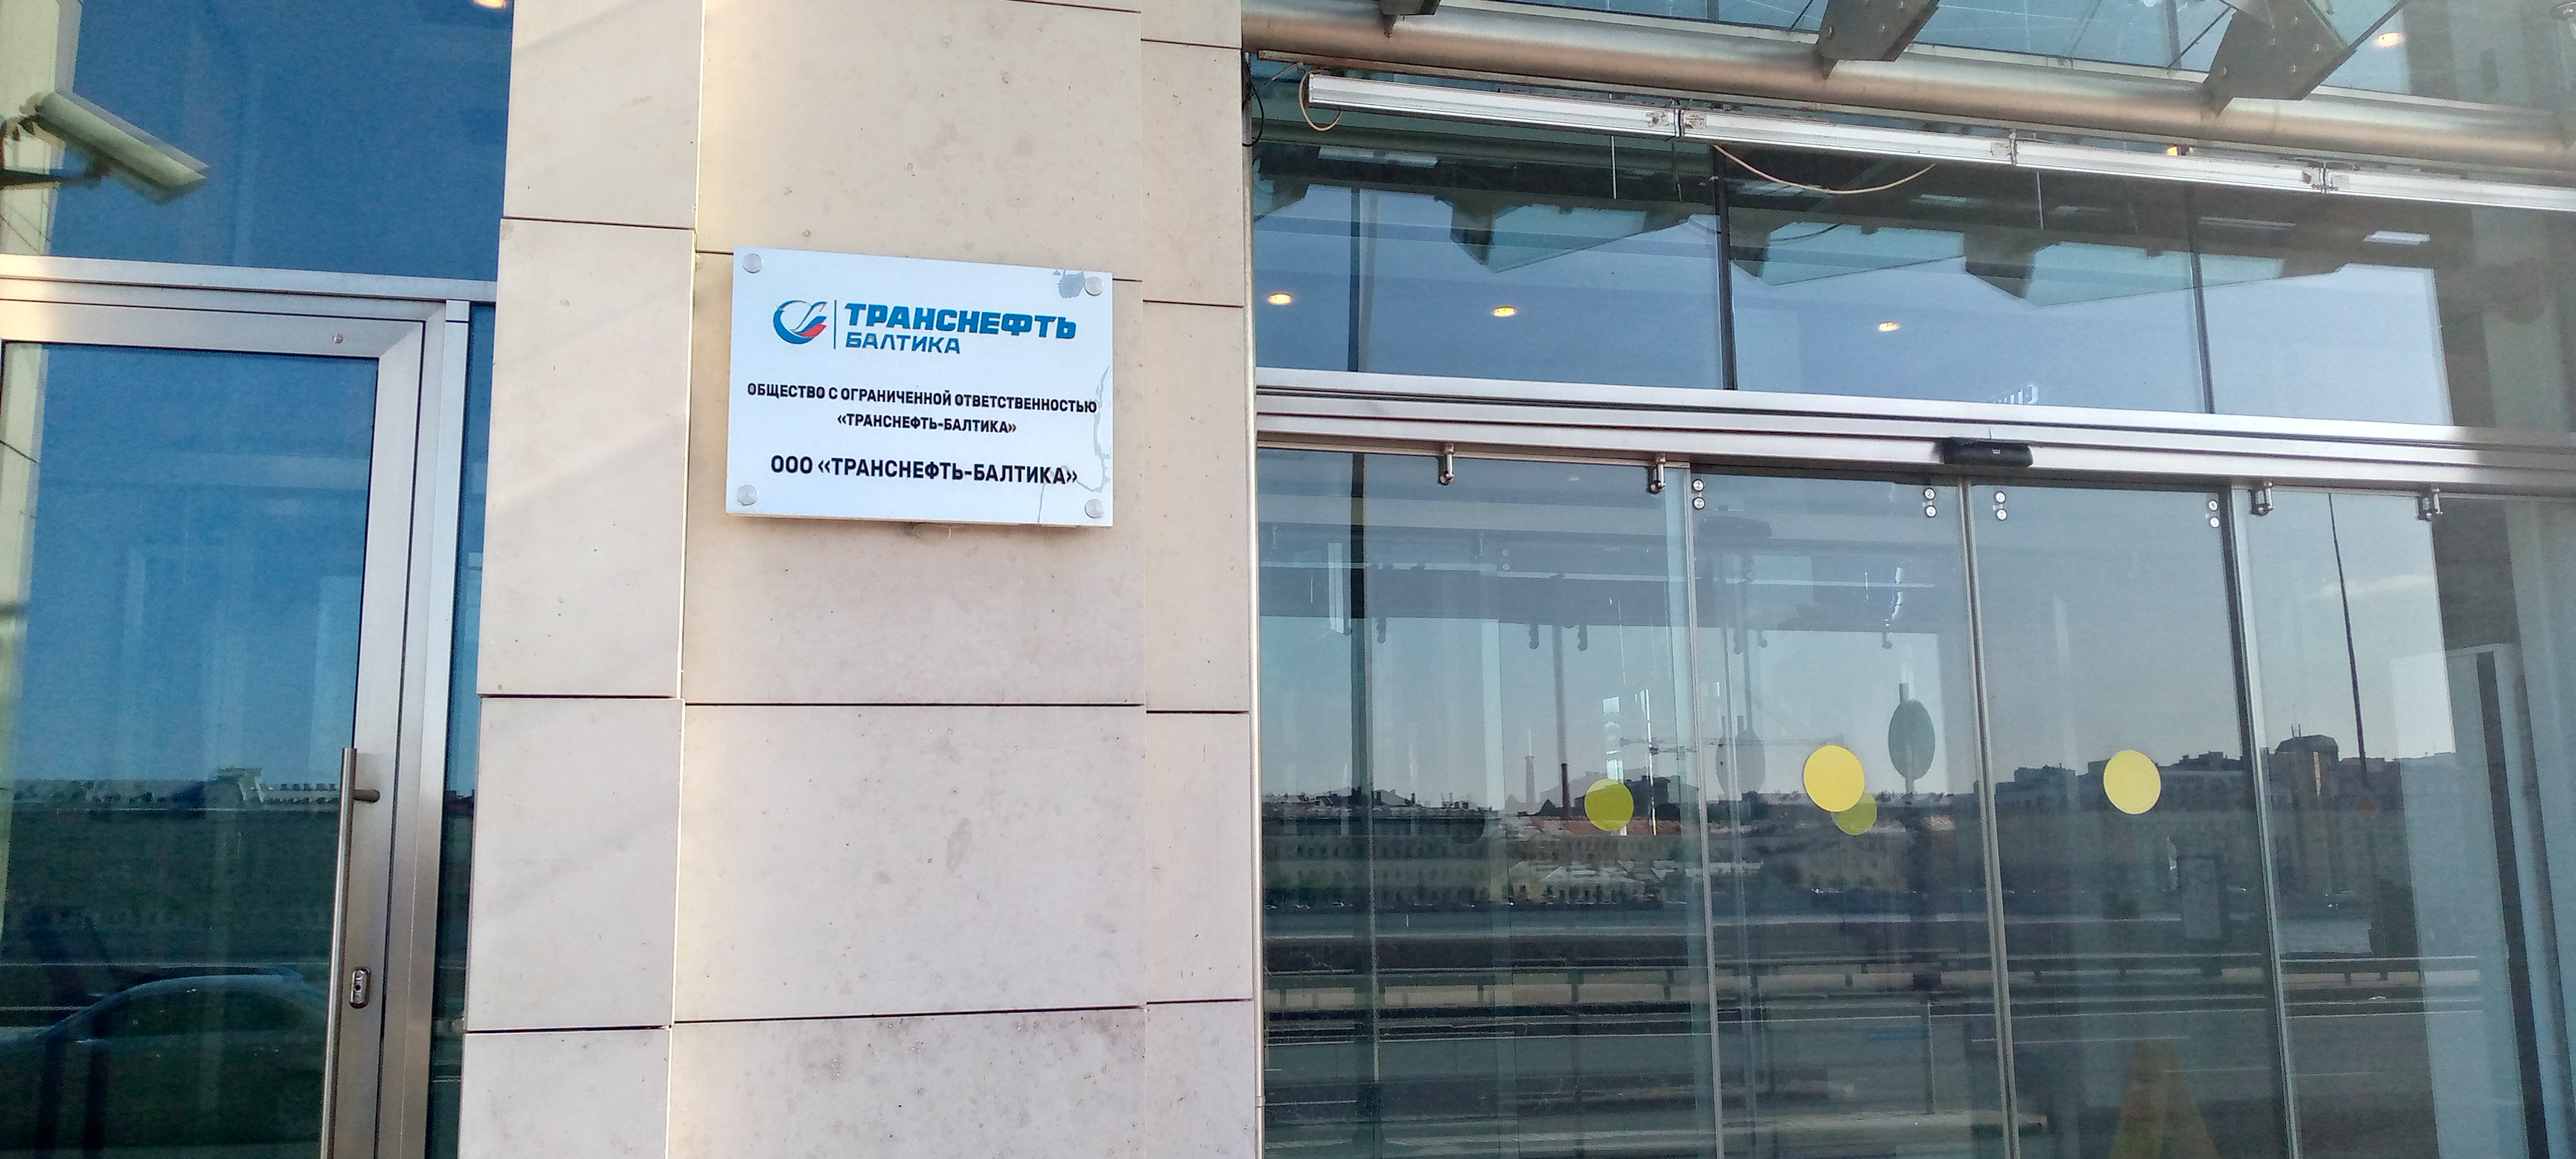 ТРАНСНЕФТЬ
БАЛТИКА
ОБЩЕСТВО С ОГРАНИЧЕННОЙ ОТВЕТСТВЕННОСТЬЮ
«ТРАНСНЕФТЬ-БАЛТИКА»
ООО «ТРАНСНЕФТЬ-БАЛТИКА»